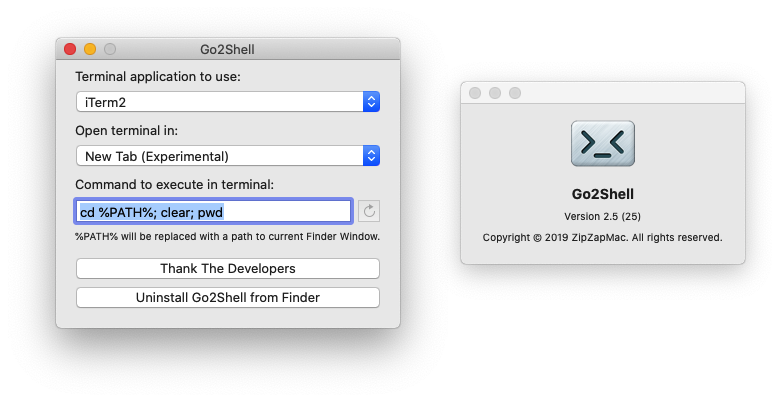 Go2Shell
Terminal application to use:
iTerm2
Open terminal in:
New Tab (Experimental)
Command to execute in terminal:
cd %PATH%; clear; pwd
%PATH% will be replaced with a path to current Finder Window.
Thank The Developers
Uninstall Go2Shell from Finder
Go2Shell
Version 2.5 (25)
Copyright © 2019 ZipZapMac. All rights reserved.